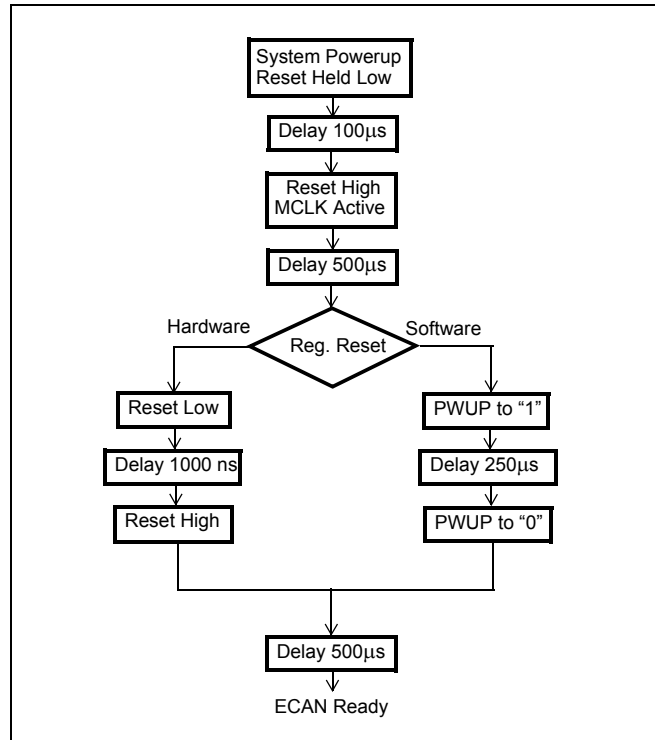 System Powerup
Reset Held Low
Delay 100μs
Reset High
MCLK Active
Delay 500μs
Hardware
Software
Reg. Reset
Reset Low
PWUP to “1”
Delay 1000 ns
Delay 250μs
Reset High
PWUP to “0”
Delay 500μs
ECAN Ready